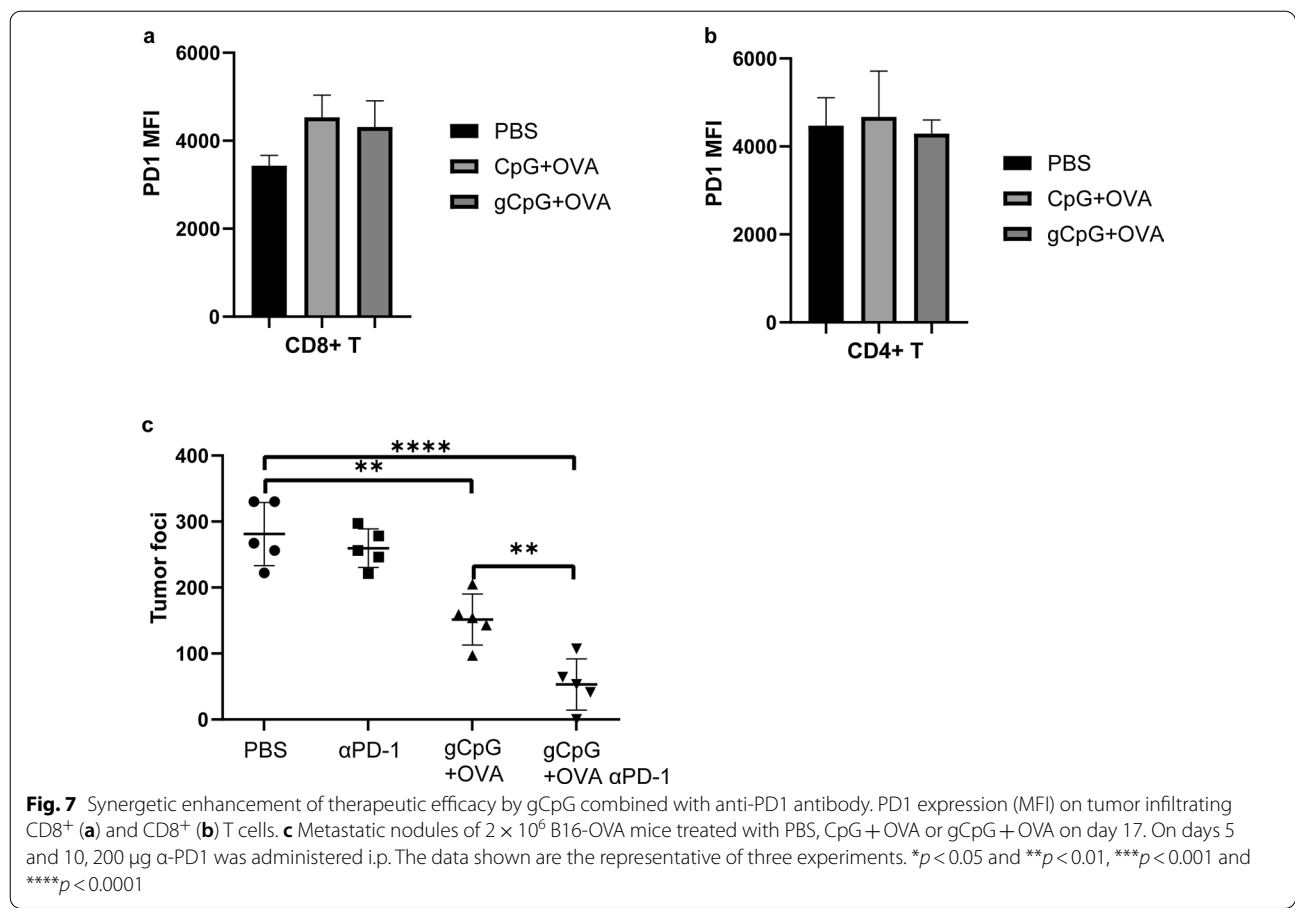 a
6000
4000
2000
0
PD1 MFI
CD8+ T
PBS
CpG+OVA
gCpG+OVA
b
6000
4000
2000
0
PD1 MFI
CD4+ T
PBS
CpG+OVA
gCpG+OVA
c
400
300
200
100
0
Tumor foci
****
**
**
PBS
αPD-1
gCpG
+OVA
gCpG
+OVA αPD-1
Fig. 7 Synergetic enhancement of therapeutic efficacy by gCpG combined with anti-PD1 antibody. PD1 expression (MFI) on tumor infiltrating
CD8⁺ (a) and CD8⁺ (b) T cells. c Metastatic nodules of 2 × 10⁶ B16-OVA mice treated with PBS, CpG + OVA or gCpG + OVA on day 17. On days 5
and 10, 200 μg α-PD1 was administered i.p. The data shown are the representative of three experiments. *p < 0.05 and **p < 0.01, ***p < 0.001 and
****p < 0.0001